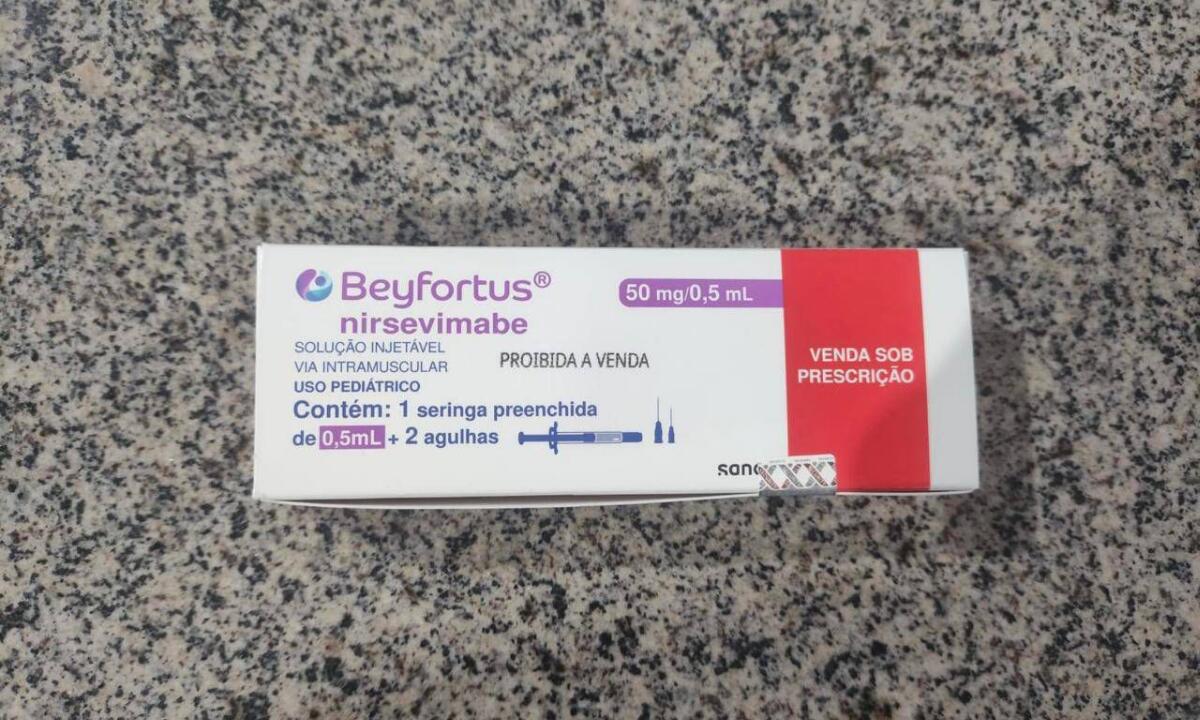 Beyfortus®
nirsevimabe
50 mg/0,5 mL
SOLUÇÃO INJETÁVEL
VIA INTRAMUSCULAR
USO PEDIÁTRICO
PROIBIDA A VENDA
Contém: 1 seringa preenchida
de 0,5mL + 2 agulhas
VENDA SOB
PRESCRIÇÃO